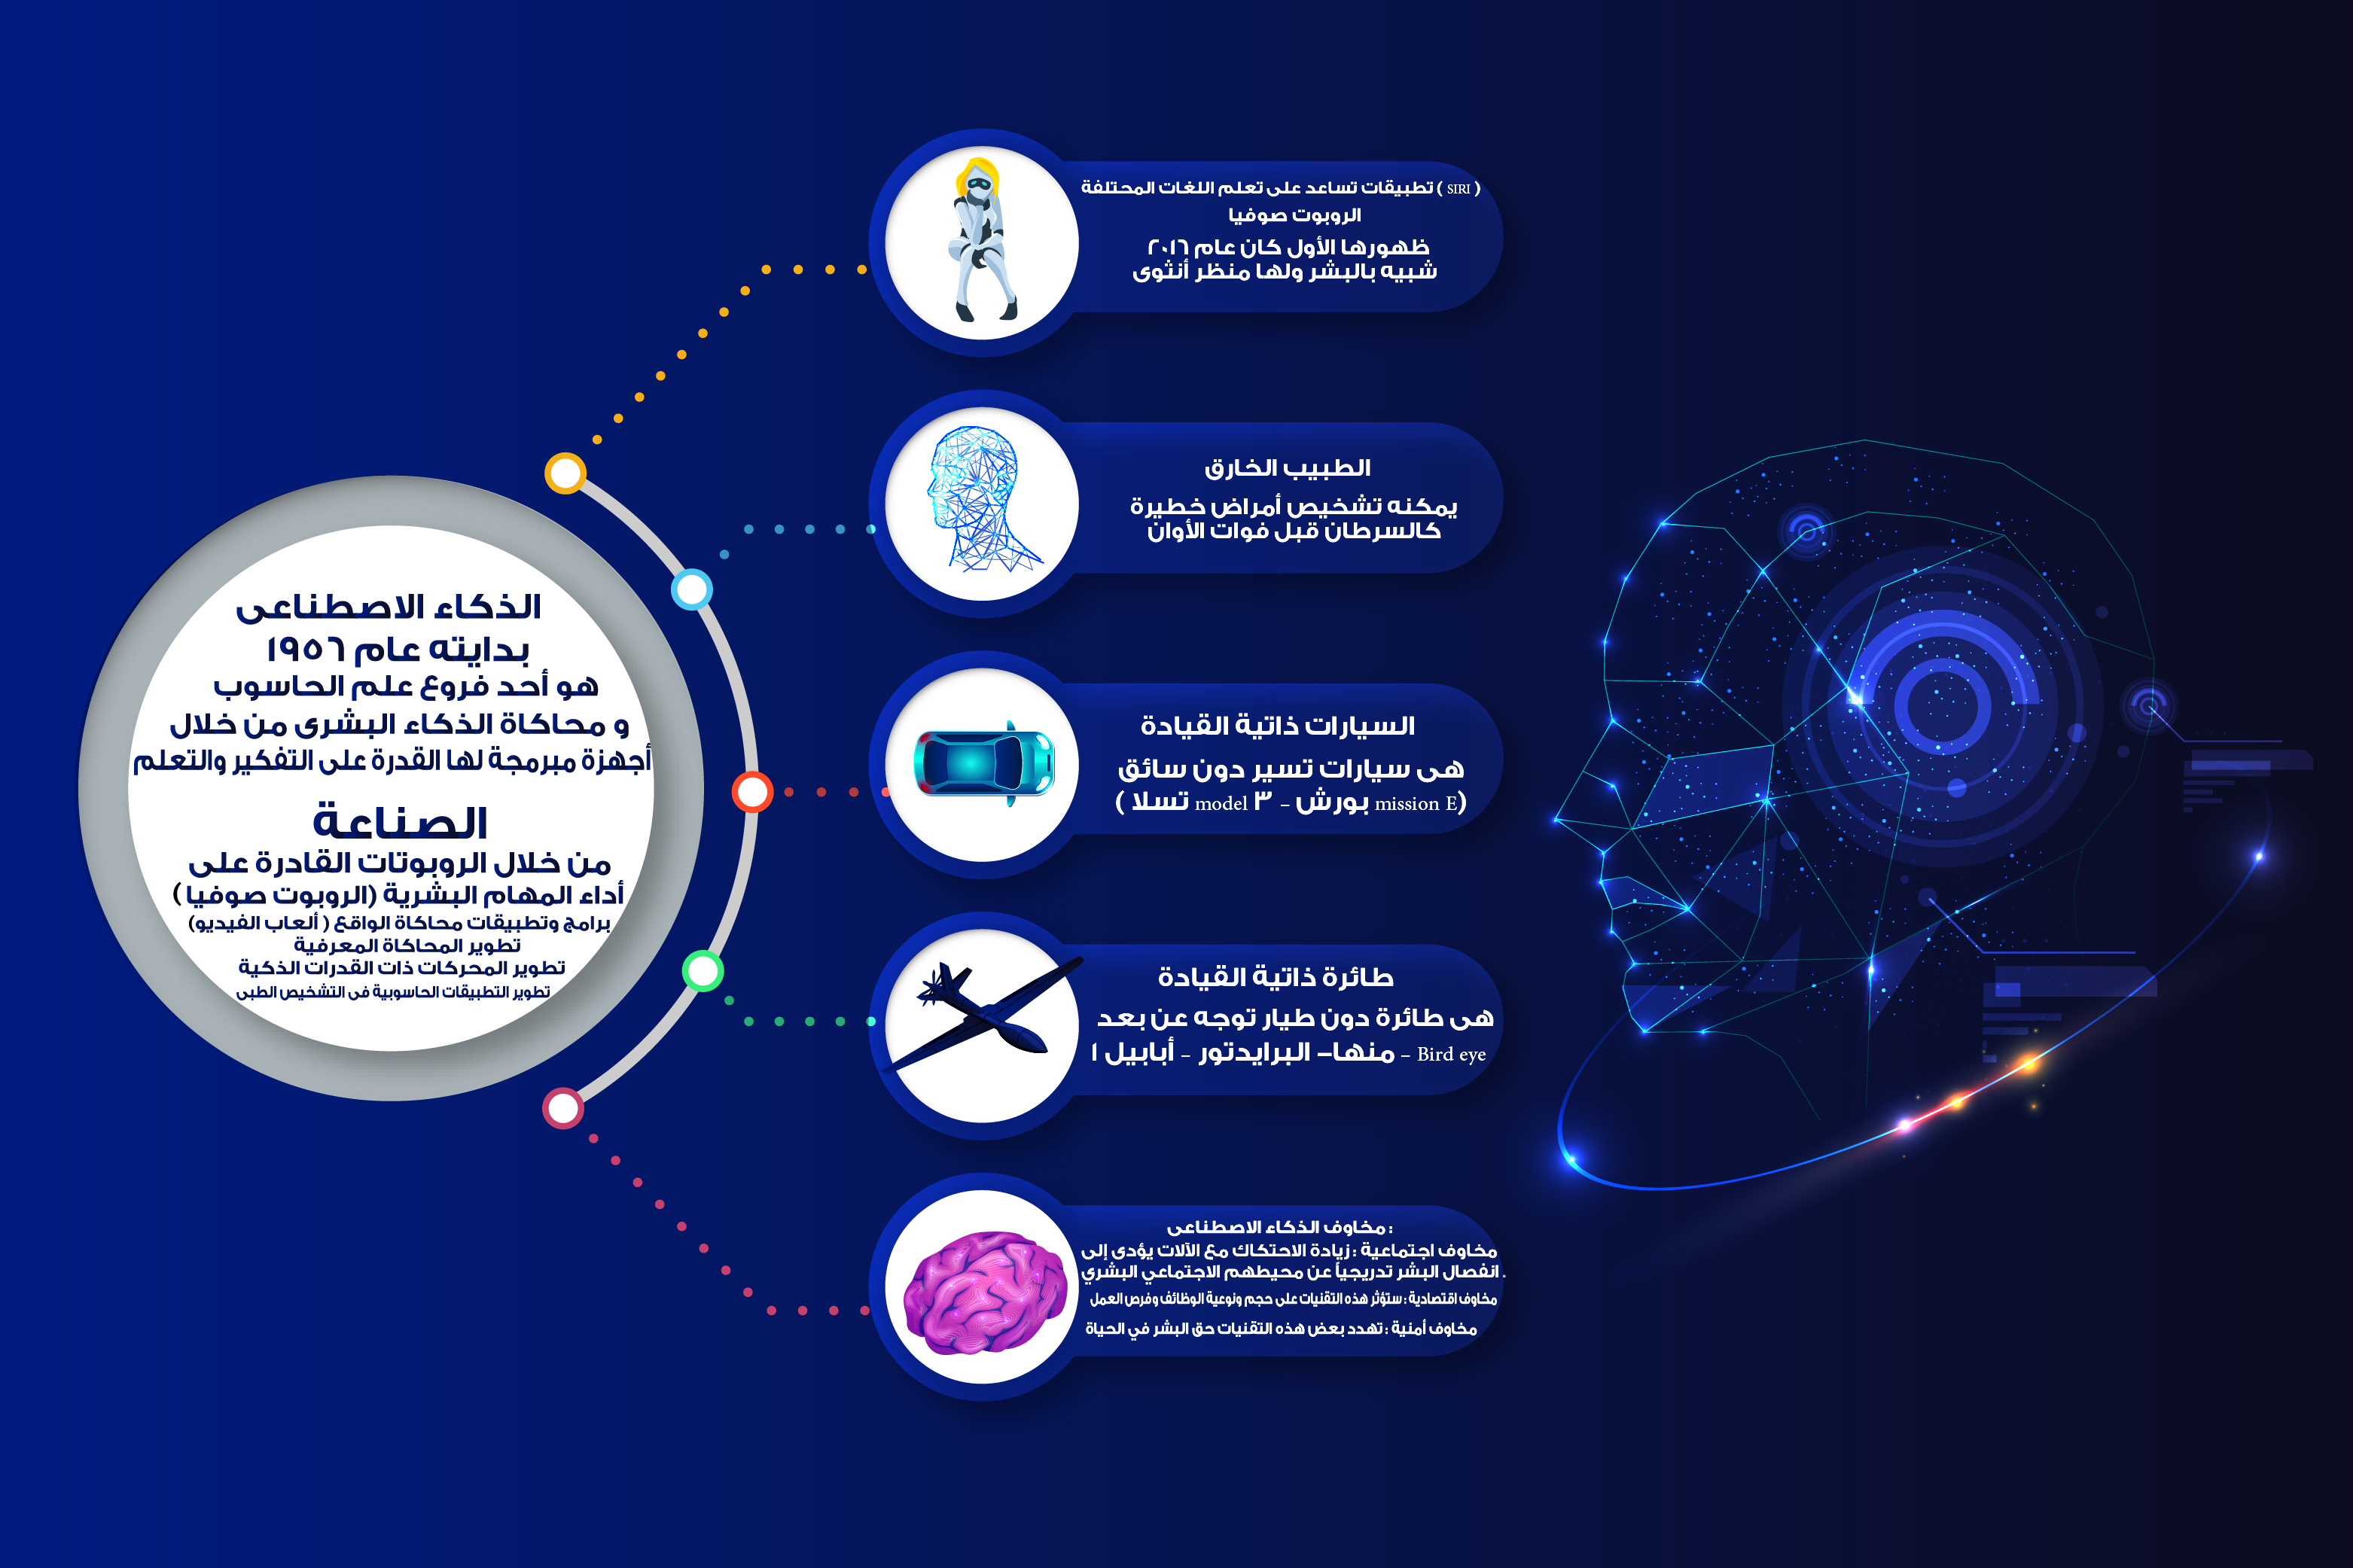 الذكاء الاصطناعى
بدايته عام ١٩٥٦
هو أحد فروع علم الحاسوب
و محاكاة الذكاء البشرى من خلال
أجهزة مبرمجة لها القدرة على التفكير والتعلم
الصناعة
من خلال الروبوتات القادرة على
أداء المهام البشرية (الروبوت صوفيا )
برامج وتطبيقات محاكاة الواقع ( ألعاب الفيديو)
تطوير المحاكاة المعرفية
تطوير المحركات ذات القدرات الذكية
تطوير التطبيقات الحاسوبية فى التشخيص الطبى
( SIRI ) تطبيقات تساعد على تعلم اللغات المحتلفة
الروبوت صوفيا
ظهورها الأول كان عام ٢٠١٦
شبيه بالبشر ولها منظر أنثوى
الطبيب الخارق
يمكنه تشخيص أمراض خطيرة
كالسرطان قبل فوات الأوان
السيارات ذاتية القيادة
هى سيارات تسير دون سائق
(mission E بورش - ٣ model تسلا )
طائرة ذاتية القيادة
هى طائرة دون طيار توجه عن بعد
Bird eye - منها- البرايدتور - أبابيل ١
: مخاوف الذكاء الاصطناعى
مخاوف اجتماعية : زيادة الاحتكاك مع الآلات يؤدى إلى
. انفصال البشر تدريجياً عن محيطهم الاجتماعي البشري
مخاوف اقتصادية : ستؤثر هذه التقنيات على حجم ونوعية الوظائف وفرص العمل
مخاوف أمنية : تهدد بعض هذه التقنيات حق البشر في الحياة